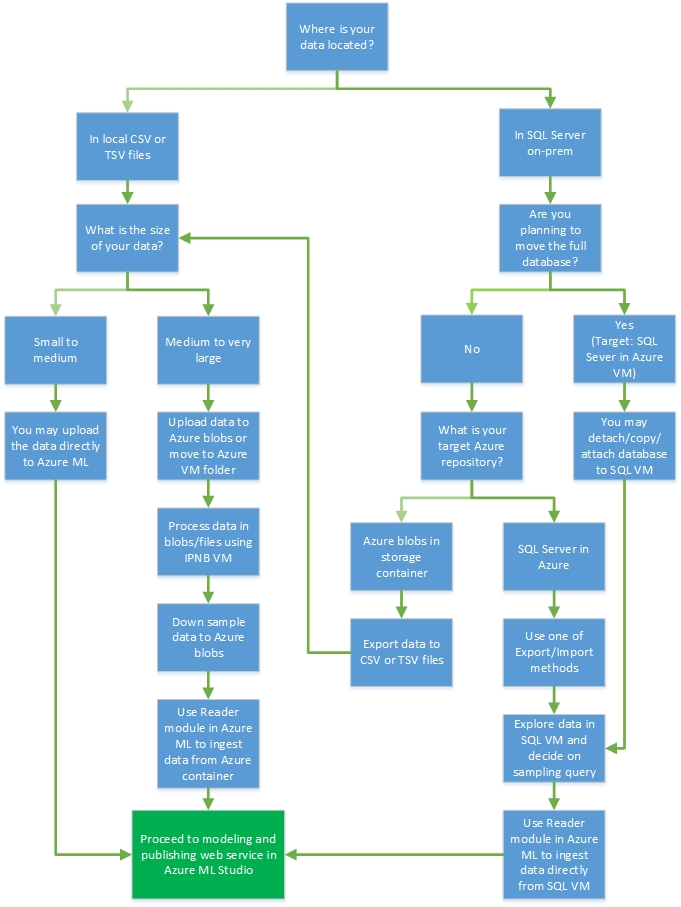 Where is your
data located?
In local CSV or
TSV files
In SQL Server
on-prem
What is the size
of your data?
Are you
planning to
move the full
database?
Small to
medium
Medium to very
large
No
Yes
(Target: SQL
Sever in Azure
VM)
You may upload
the data directly
to Azure ML
Upload data to
Azure blobs or
move to Azure
VM folder
What is your
target Azure
repository?
You may
detach/copy/
attach database
to SQL VM
Process data in
blobs/files using
IPNB VM
Azure blobs in
storage
container
SQL Server in
Azure
Down sample
data to Azure
blobs
Export data to
CSV or TSV files
Use one of
Export/Import
methods
Use Reader
module in Azure
ML to ingest
data from Azure
container
Explore data in
SQL VM and
decide on
sampling query
Proceed to modeling and
publishing web service in
Azure ML Studio
Use Reader
module in Azure
ML to ingest
data directly
from SQL VM